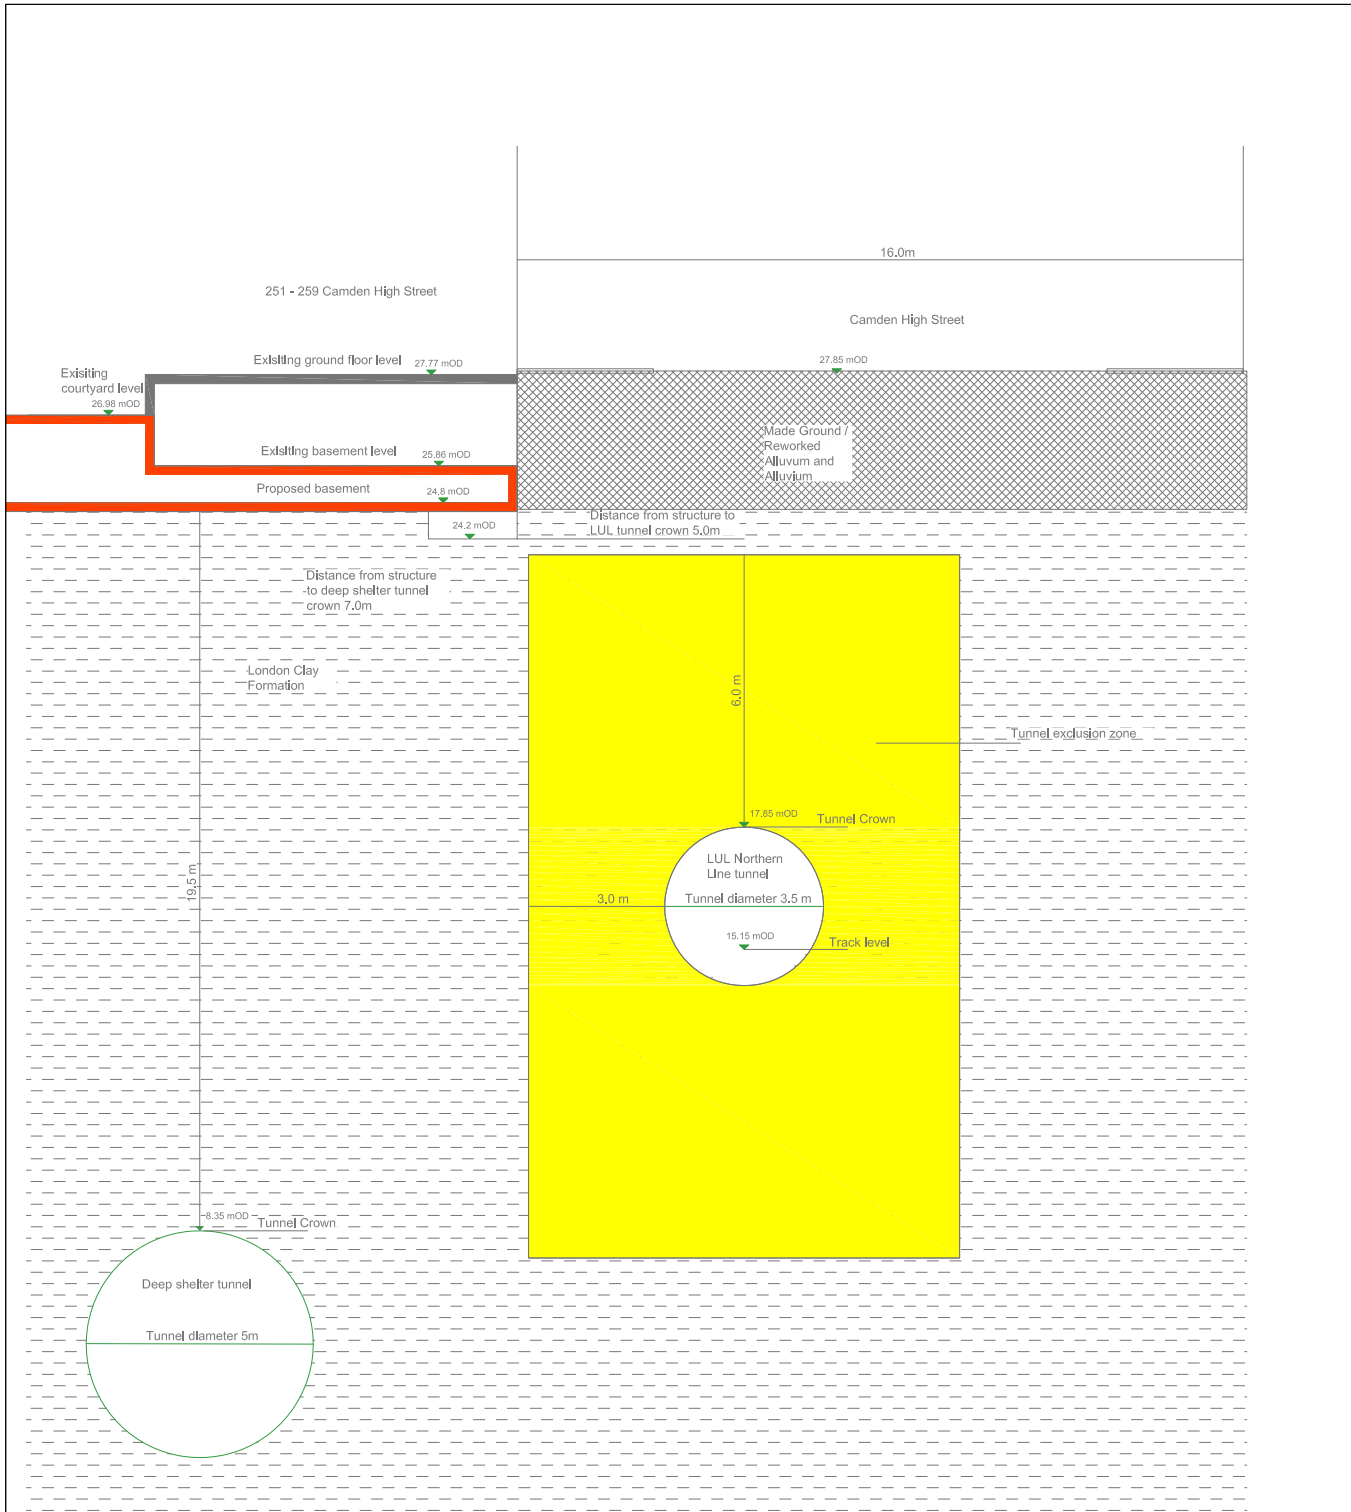 16.0m
251 - 259 Camden High Street
Camden High Street
Exisiting ground floor level
27.77 mOD
27.85 mOD
Exisiting
courtyard level
26.98 mOD
Made Ground /
Reworked
Alluvum and
Alluvium
Exisiting basement level
25.86 mOD
Proposed basement
24.8 mOD
Distance from structure to
LUL tunnel crown 5.0m
24.2 mOD
Distance from structure
to deep shelter tunnel
crown 7.0m
London Clay
Formation
6.0 m
Tunnel exclusion zone
17.85 mOD
Tunnel Crown
LUL Northern
Line tunnel
19.5 m
3.0 m
Tunnel diameter 3.5 m
15.15 mOD
Track level
8.35 mOD
Tunnel Crown
Deep shelter tunnel
Tunnel diameter 5m